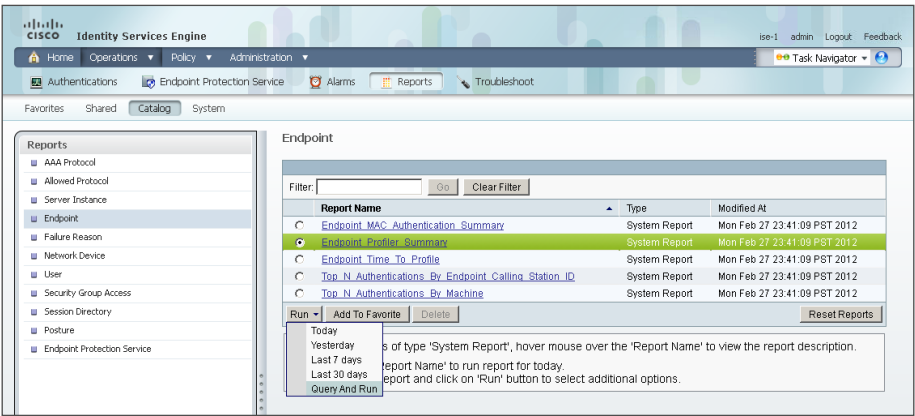 cisco Identity Services Engine
ise-1 admin Logout Feedback
Home Operations Policy Administration
Task Navigator
Authentications Endpoint Protection Service Alarms Reports Troubleshoot
Favorites Shared Catalog System
Reports
AAA Protocol
Allowed Protocol
Server Instance
Endpoint
Failure Reason
Network Device
User
Security Group Access
Session Directory
Posture
Endpoint Protection Service
Endpoint
Filter: Go Clear Filter
Report Name Type Modified At
Endpoint_MAC_Authentication_Summary System Report Mon Feb 27 23:41:09 PST 2012
Endpoint_Profiler_Summary System Report Mon Feb 27 23:41:09 PST 2012
Endpoint_Time_To_Profile System Report Mon Feb 27 23:41:09 PST 2012
Top_N_Authentications_By_Endpoint_Calling_Station_ID System Report Mon Feb 27 23:41:09 PST 2012
Top_N_Authentications_By_Machine System Report Mon Feb 27 23:41:09 PST 2012
Run Add To Favorite Delete Reset Reports
Today
Yesterday
Last 7 days
Last 30 days
Query And Run
s of type 'System Report', hover mouse over the 'Report Name' to view the report description.
Report Name' to run report for today.
eport and click on 'Run' button to select additional options.